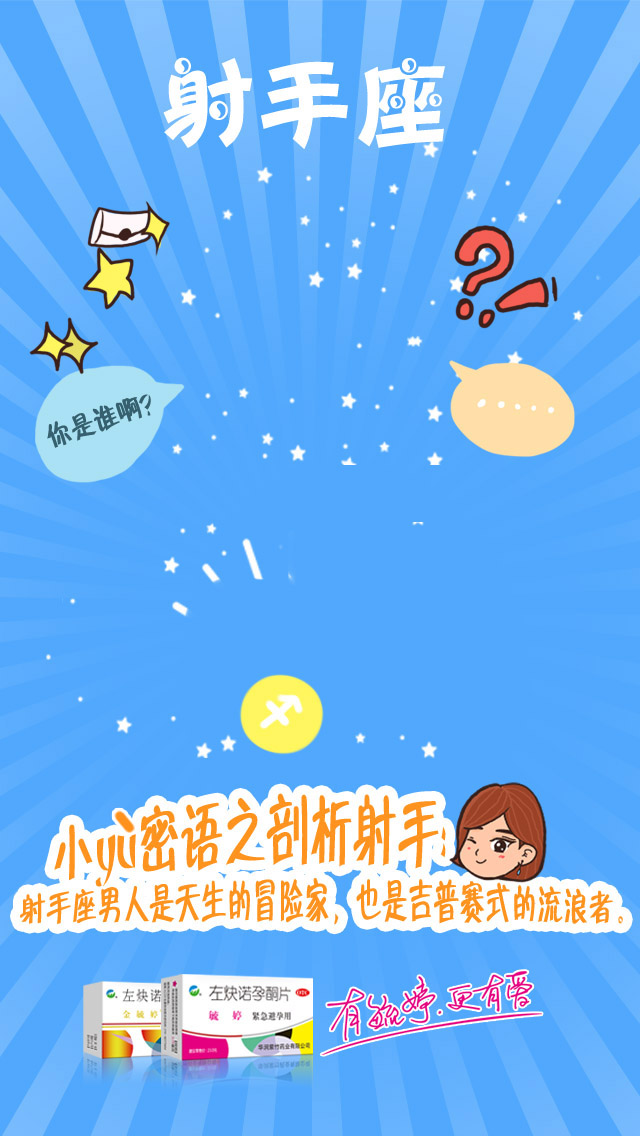 射手座
你是谁啊?
小yù密语之剖析射手:
射手座男人是天生的冒险家，也是吉普赛式的流浪者。
左炔诺
金毓婷
左炔诺孕酮片
OTC
毓婷 紧急避孕用
华润紫竹药业有限公司
有毓婷.更有爱